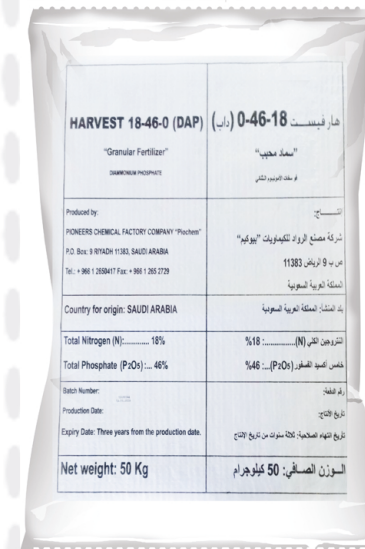 HARVEST 18-46-0 (DAP)
"Granular Fertilizer"
DIAMMONIUM PHOSPHATE
هارفيست 18-46-0 (داب)
"سماد محبب"
فوسفات الامونيوم الثنائي
Produced by:
PIONEERS CHEMICAL FACTORY COMPANY "Piochem"
P.O. Box: 9 RIYADH 11383, SAUDI ARABIA
Tel.: + 966 1 2650417 Fax: + 966 1 265 2729
انتـــــاج:
شركة مصنع الرواد للكيماويات "بيوكيم"
ص ب 9 الرياض 11383
المملكة العربية السعودية
Country for origin: SAUDI ARABIA
بلد المنشأ: المملكة العربية السعودية
Total Nitrogen (N):............ 18%
Total Phosphate (P2O5):... 46%
النتروجين الكلي (N)................: 18%
خامس أكسيد الفسفور (P2O5)...: 46%
Batch Number:
Production Date:
Expiry Date: Three years from the production date.
رقم الدفعة:
تاريخ الانتاج:
تاريخ انتهاء الصلاحية: ثلاثة سنوات من تاريخ الانتاج
Net weight: 50 Kg
الـــوزن الصـــافي: 50 كيلوجرام